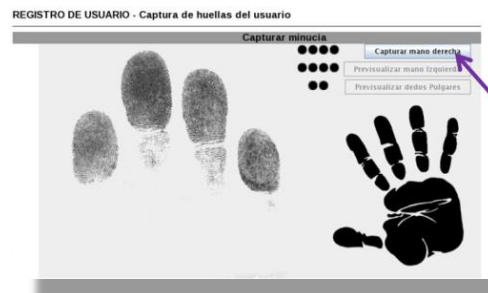 REGISTRO DE USUARIO - Captura de huellas del usuario
Capturar minucia
Capturar mano derecha
Previsualizar mano Izquierda
Previsualizar dedos Pulgares